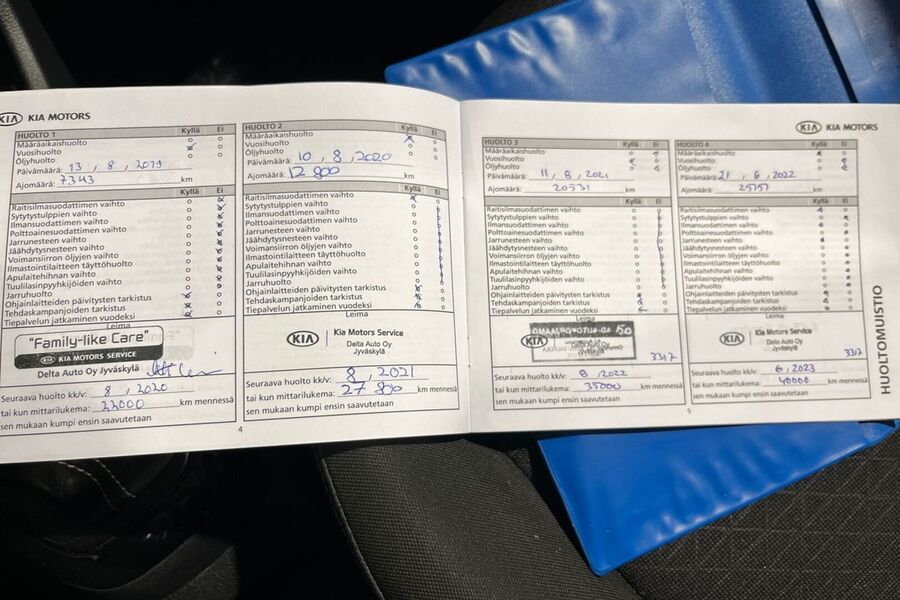 KIA KIA MOTORS
HUOLTO 1 Kyllä Ei
Määräaikaishuolto
Vuosihuolto
Öljyhuolto
Päivämäärä: 13 , 8 , 2019
Ajomäärä: 7343 km
Kyllä Ei
Raitisilmasuodattimen vaihto
Sytytystulppien vaihto
Ilmansuodattimen vaihto
Polttoainesuodattimen vaihto
Jarrunesteen vaihto
Jäähdytysnesteen vaihto
Voimansiirron öljyjen vaihto
Ilmastointilaitteen täyttöhuolto
Apulaitehihnan vaihto
Tuulilasinpyyhkijöiden vaihto
Jarruhuolto
Ohjainlaitteiden päivitysten tarkistus
Tehdaskampanjoiden tarkistus
Tiepalvelun jatkaminen vuodeksi
Leima
"Family-like Care"
KIA MOTORS SERVICE
Delta Auto Oy Jyväskylä
Seuraava huolto kk/v: 8 , 2020
tai kun mittarilukema: 22000 km mennessä
sen mukaan kumpi ensin saavutetaan
HUOLTO 2 Kyllä Ei
Määräaikaishuolto
Vuosihuolto
Öljyhuolto
Päivämäärä: 10 , 8 , 2020
Ajomäärä: 12 800 km
Kyllä Ei
Raitisilmasuodattimen vaihto
Sytytystulppien vaihto
Ilmansuodattimen vaihto
Polttoainesuodattimen vaihto
Jarrunesteen vaihto
Jäähdytysnesteen vaihto
Voimansiirron öljyjen vaihto
Ilmastointilaitteen täyttöhuolto
Apulaitehihnan vaihto
Tuulilasinpyyhkijöiden vaihto
Jarruhuolto
Ohjainlaitteiden päivitysten tarkistus
Tehdaskampanjoiden tarkistus
Tiepalvelun jatkaminen vuodeksi
Leima
KIA Kia Motors Service
Delta Auto Oy
Jyväskylä
Seuraava huolto kk/v: 8 , 2021
tai kun mittarilukema: 27 800 km mennessä
sen mukaan kumpi ensin saavutetaan
4
KIA KIA MOTORS
HUOLTO 3 Kyllä Ei
Määräaikaishuolto
Vuosihuolto
Öljyhuolto
Päivämäärä: 11 , 8 , 2021
Ajomäärä: 20531 km
Kyllä Ei
Raitisilmasuodattimen vaihto
Sytytystulppien vaihto
Ilmansuodattimen vaihto
Polttoainesuodattimen vaihto
Jarrunesteen vaihto
Jäähdytysnesteen vaihto
Voimansiirron öljyjen vaihto
Ilmastointilaitteen täyttöhuolto
Apulaitehihnan vaihto
Tuulilasinpyyhkijöiden vaihto
Jarruhuolto
Ohjainlaitteiden päivitysten tarkistus
Tehdaskampanjoiden tarkistus
Tiepalvelun jatkaminen vuodeksi
Leima
KIA
Jyväskylä
3317
Seuraava huolto kk/v: 8 , 2022
tai kun mittarilukema: 35000 km mennessä
sen mukaan kumpi ensin saavutetaan
HUOLTO 4 Kyllä Ei
Määräaikaishuolto
Vuosihuolto
Öljyhuolto
Päivämäärä: 21 , 6 , 2022
Ajomäärä: 25151 km
Kyllä Ei
Raitisilmasuodattimen vaihto
Sytytystulppien vaihto
Ilmansuodattimen vaihto
Polttoainesuodattimen vaihto
Jarrunesteen vaihto
Jäähdytysnesteen vaihto
Voimansiirron öljyjen vaihto
Ilmastointilaitteen täyttöhuolto
Apulaitehihnan vaihto
Tuulilasinpyyhkijöiden vaihto
Jarruhuolto
Ohjainlaitteiden päivitysten tarkistus
Tehdaskampanjoiden tarkistus
Tiepalvelun jatkaminen vuodeksi
Leima
KIA Kia Motors Service
Delta Auto Oy
Jyväskylä
3317
Seuraava huolto kk/v: 6 , 2023
tai kun mittarilukema: 40000 km mennessä
sen mukaan kumpi ensin saavutetaan
5
HUOLTOMUISTIO